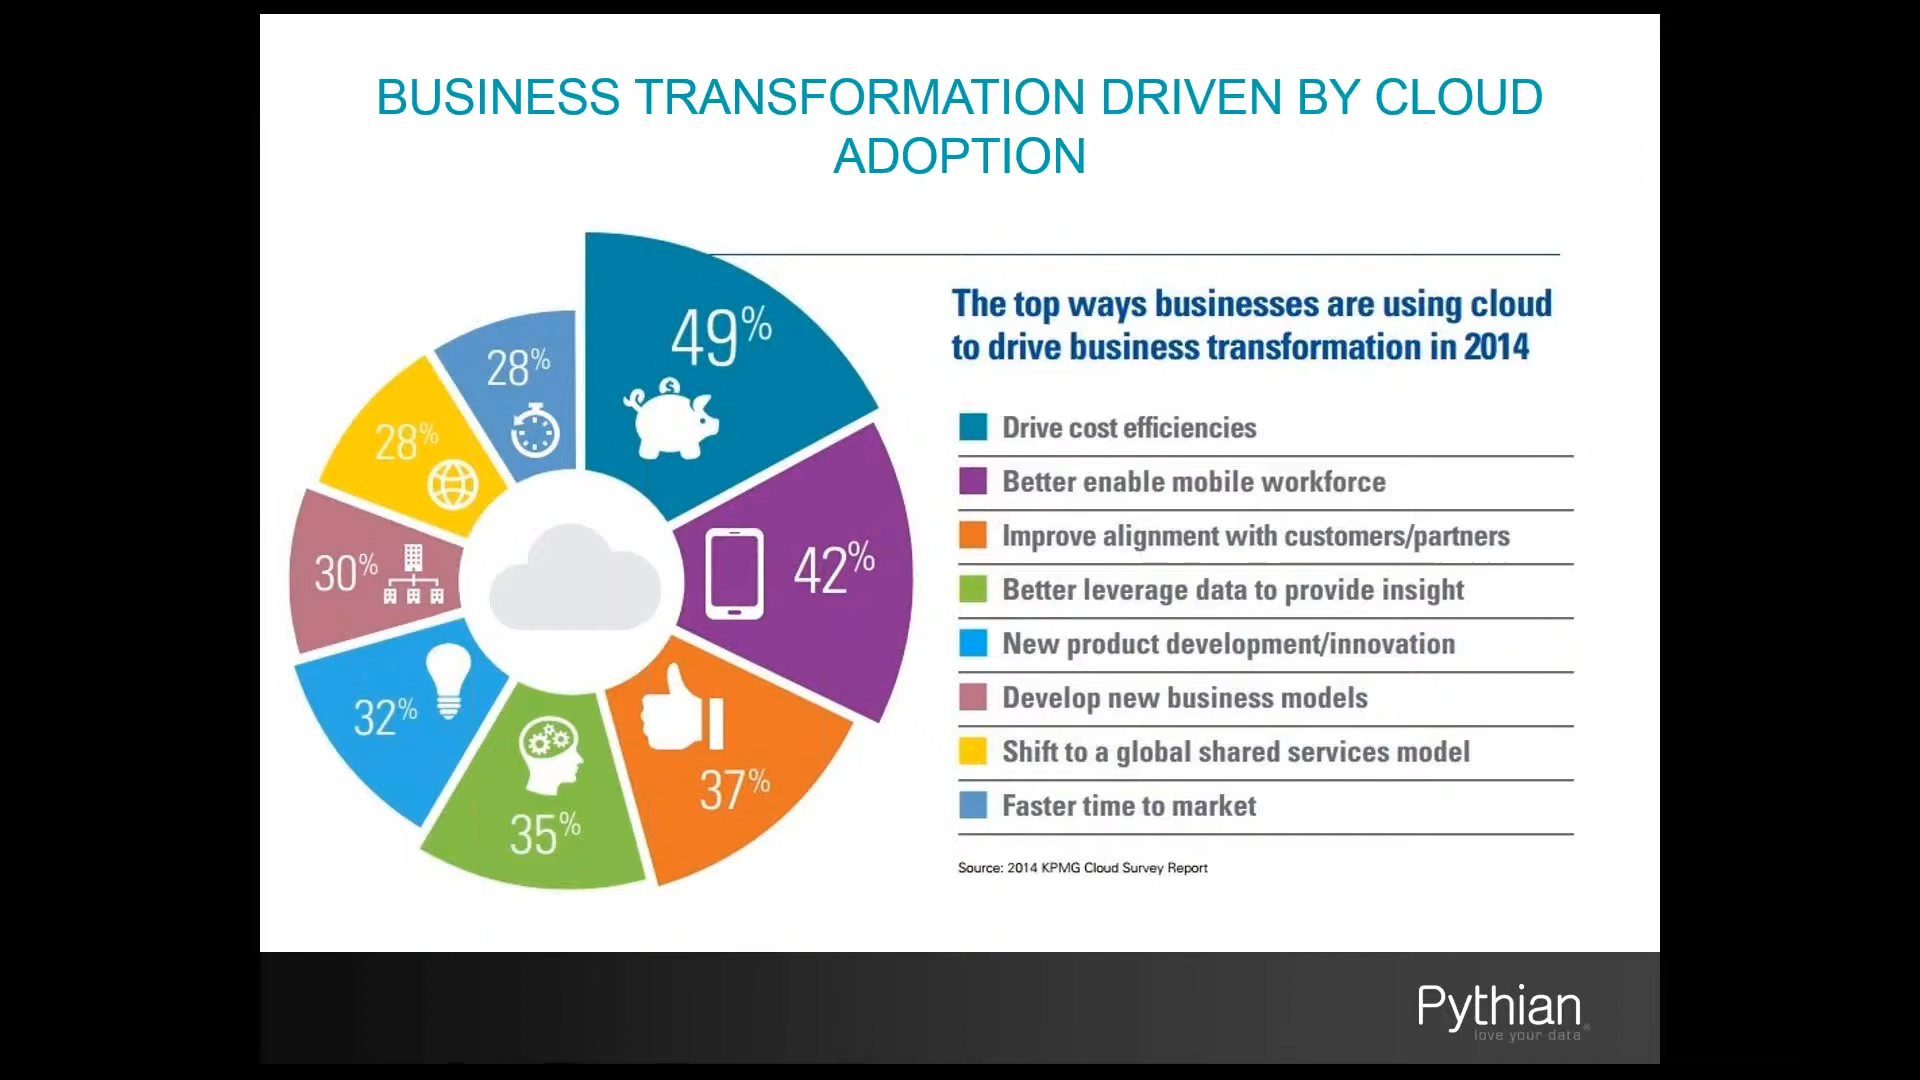 BUSINESS TRANSFORMATION DRIVEN BY CLOUD
ADOPTION
49%
42%
37%
35%
32%
30%
28%
28%
The top ways businesses are using cloud
to drive business transformation in 2014
Drive cost efficiencies
Better enable mobile workforce
Improve alignment with customers/partners
Better leverage data to provide insight
New product development/innovation
Develop new business models
Shift to a global shared services model
Faster time to market
Source: 2014 KPMG Cloud Survey Report
Pythian
love your data®